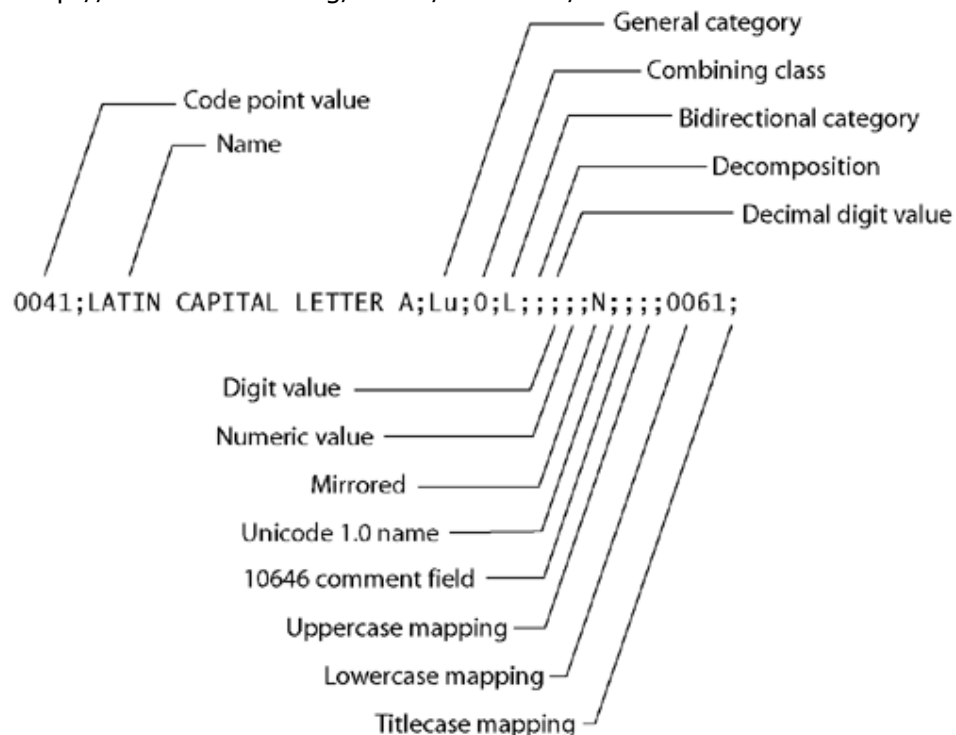 General category
Combining class
Code point value
Bidirectional category
Name
Decomposition
Decimal digit value
0041;LATIN CAPITAL LETTER A;Lu;0;L;;;;;N;;;;0061;
Digit value
Numeric value
Mirrored
Unicode 1.0 name
10646 comment field
Uppercase mapping
Lowercase mapping
Titlecase mapping